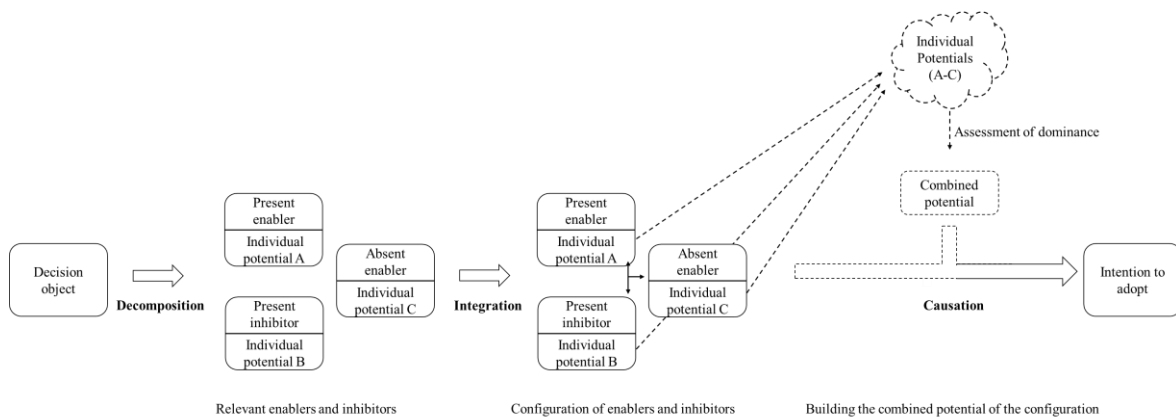 Individual
Potentials
(A-C)
Assessment of dominance
Combined
potential
Decision
object
Decomposition
Present
enabler
Individual
potential A
Present
inhibitor
Individual
potential B
Absent
enabler
Individual
potential C
Integration
Present
enabler
Individual
potential A
Present
inhibitor
Individual
potential B
Absent
enabler
Individual
potential C
Causation
Intention to
adopt
Relevant enablers and inhibitors
Configuration of enablers and inhibitors
Building the combined potential of the configuration